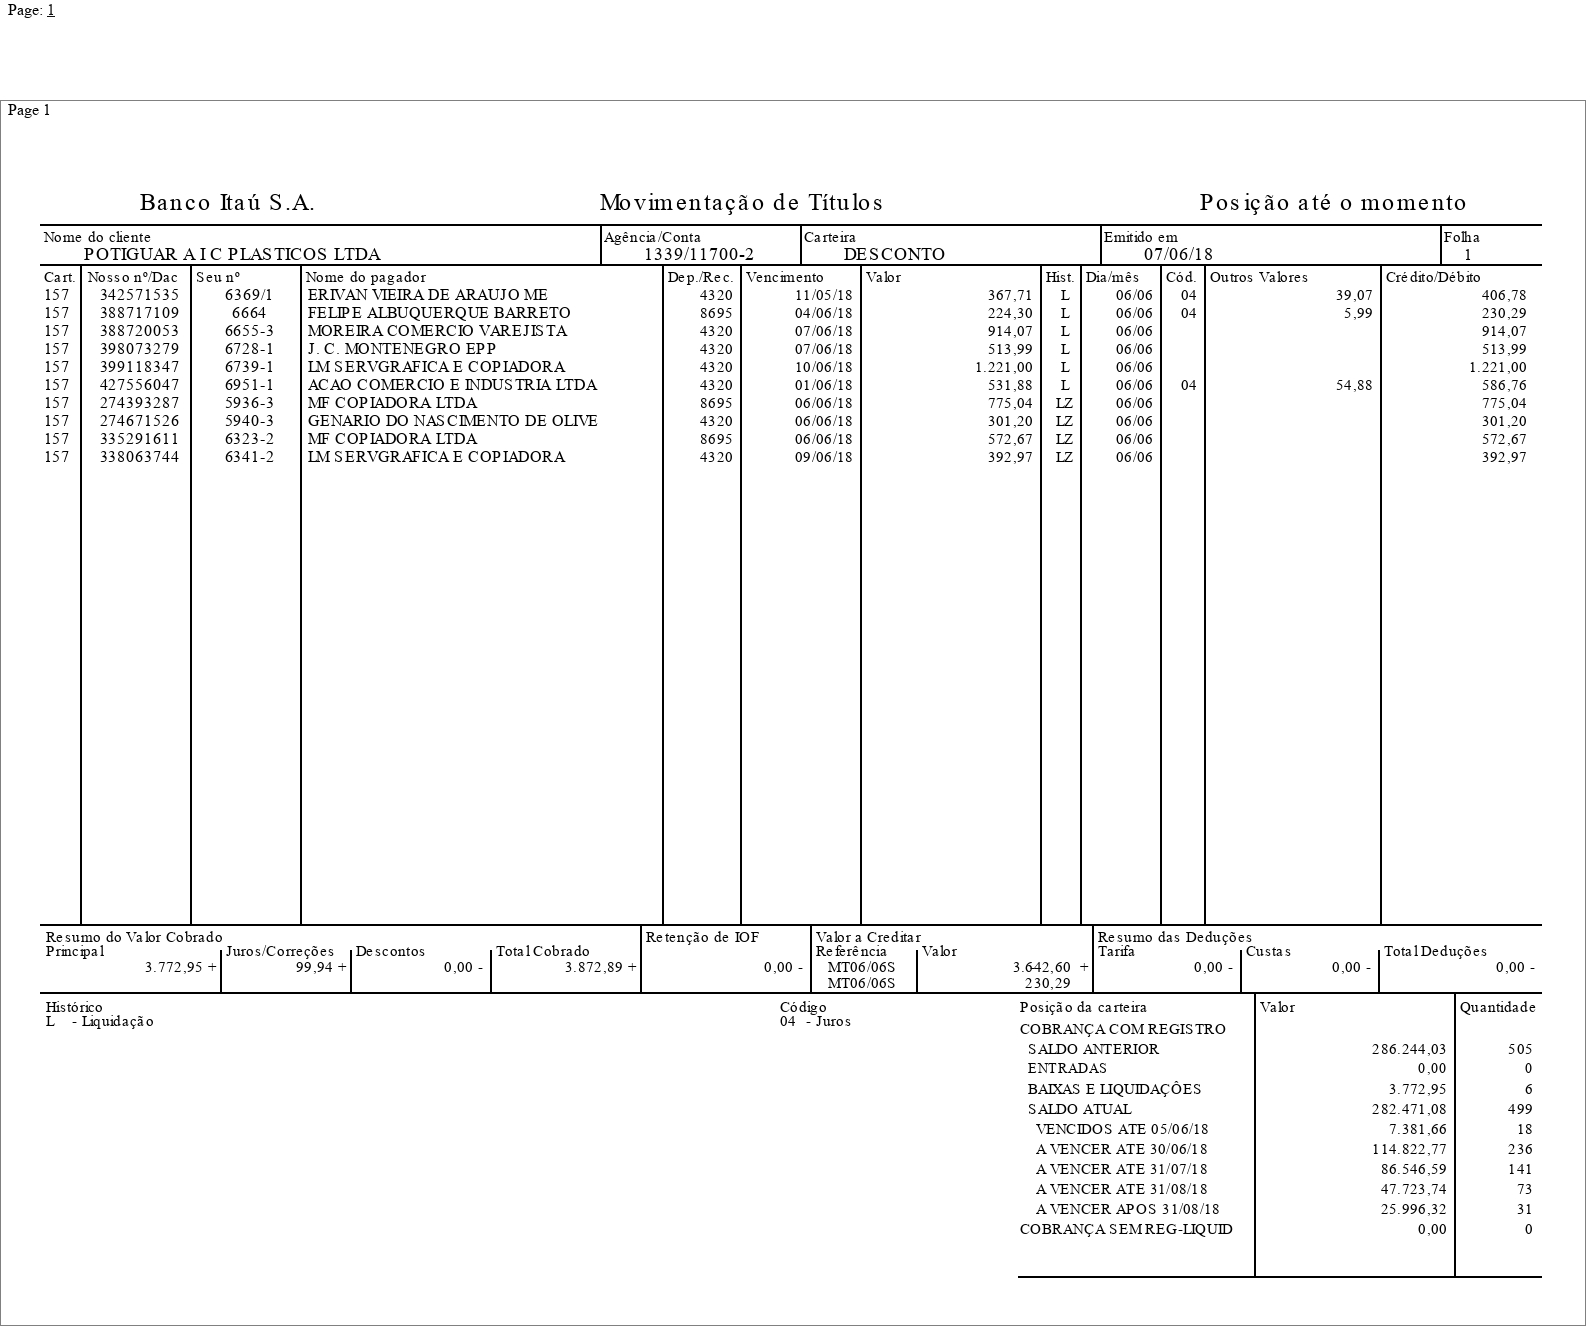 Page: 1
Page 1
Banco Itaú S.A. Movimentação de Títulos Posição até o momento
Nome do cliente Agência/Conta Carteira Emitido em Folha
POTIGUAR A I C PLASTICOS LTDA 1339/11700-2 DESCONTO 07/06/18 1
Cart. Nosso nº/Dac Seu nº Nome do pagador Dep./Rec. Vencimento Valor Hist. Dia/mês Cód. Outros Valores Crédito/Débito
157 342571535 6369/1 ERIVAN VIEIRA DE ARAUJO ME 4320 11/05/18 367,71 L 06/06 04 39,07 406,78
157 388717109 6664 FELIPE ALBUQUERQUE BARRETO 8695 04/06/18 224,30 L 06/06 04 5,99 230,29
157 388720053 6655-3 MOREIRA COMERCIO VAREJISTA 4320 07/06/18 914,07 L 06/06 914,07
157 398073279 6728-1 J. C. MONTENEGRO EPP 4320 07/06/18 513,99 L 06/06 513,99
157 399118347 6739-1 LM SERVGRAFICA E COPIADORA 4320 10/06/18 1.221,00 L 06/06 1.221,00
157 427556047 6951-1 ACAO COMERCIO E INDUSTRIA LTDA 4320 01/06/18 531,88 L 06/06 04 54,88 586,76
157 274393287 5936-3 MF COPIADORA LTDA 8695 06/06/18 775,04 LZ 06/06 775,04
157 274671526 5940-3 GENARIO DO NASCIMENTO DE OLIVE 4320 06/06/18 301,20 LZ 06/06 301,20
157 335291611 6323-2 MF COPIADORA LTDA 8695 06/06/18 572,67 LZ 06/06 572,67
157 338063744 6341-2 LM SERVGRAFICA E COPIADORA 4320 09/06/18 392,97 LZ 06/06 392,97
Resumo do Valor Cobrado Retenção de IOF Valor a Creditar Resumo das Deduções
Principal Juros/Correções Descontos Total Cobrado Referência Valor Tarifa Custas Total Deduções
3.772,95 + 99,94 + 0,00 - 3.872,89 + 0,00 - MT06/06S 3.642,60 + 0,00 - 0,00 - 0,00 -
MT06/06S 230,29
Histórico Código Posição da carteira Valor Quantidade
L - Liquidação 04 - Juros
COBRANÇA COM REGISTRO
SALDO ANTERIOR 286.244,03 505
ENTRADAS 0,00 0
BAIXAS E LIQUIDAÇÔES 3.772,95 6
SALDO ATUAL 282.471,08 499
VENCIDOS ATE 05/06/18 7.381,66 18
A VENCER ATE 30/06/18 114.822,77 236
A VENCER ATE 31/07/18 86.546,59 141
A VENCER ATE 31/08/18 47.723,74 73
A VENCER APOS 31/08/18 25.996,32 31
COBRANÇA SEM REG-LIQUID 0,00 0